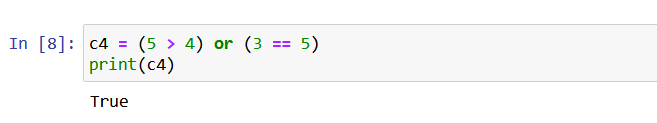 In [8]: c4 = (5 > 4) or (3 == 5)
print(c4)
True